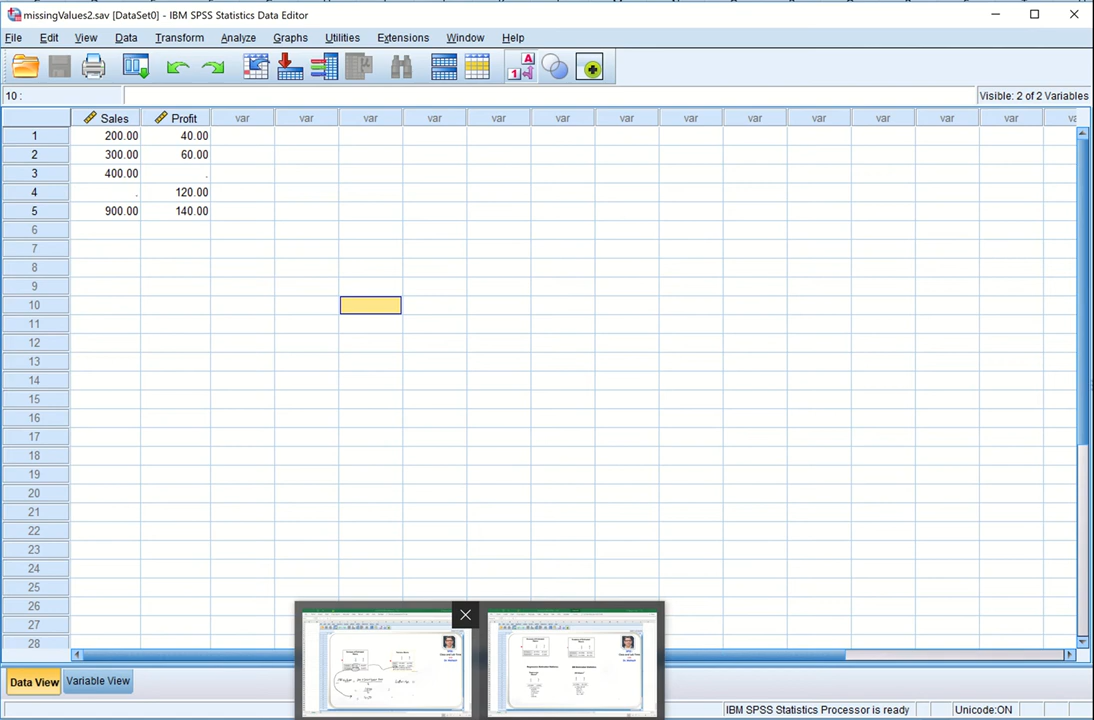 missingValues2.sav [DataSet0] - IBM SPSS Statistics Data Editor
File Edit View Data Transform Analyze Graphs Utilities Extensions Window Help
10 : Visible: 2 of 2 Variables
Sales Profit var var var var var var var var var var var var var
1 200.00 40.00
2 300.00 60.00
3 400.00 .
4 . 120.00
5 900.00 140.00
6
7
8
9
10
11
12
13
14
15
16
17
18
19
20
21
22
23
24
25
26
27
28
Data View Variable View
IBM SPSS Statistics Processor is ready Unicode:ON